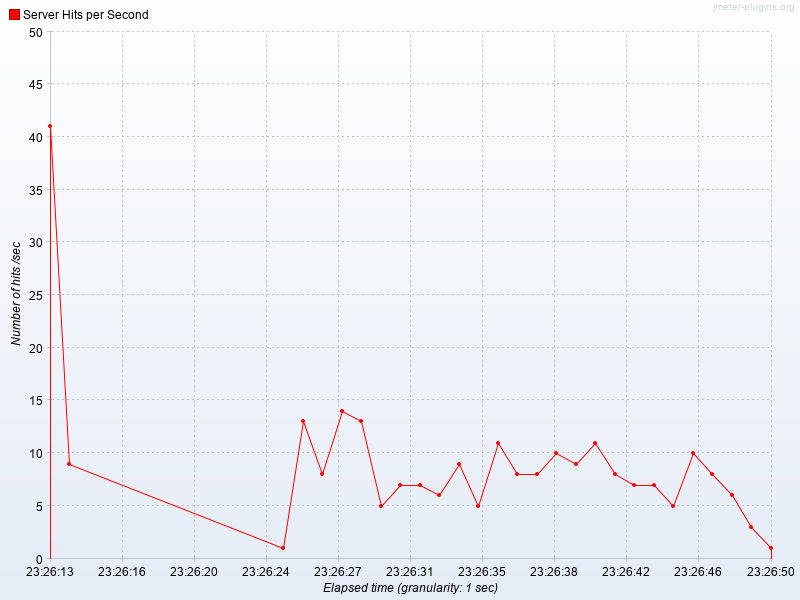 jmeter-plugins.org
Server Hits per Second
50
45
40
35
30
25
20
15
10
5
0
Number of hits /sec
23:26:13 23:26:16 23:26:20 23:26:24 23:26:27 23:26:31 23:26:35 23:26:38 23:26:42 23:26:46 23:26:50
Elapsed time (granularity: 1 sec)